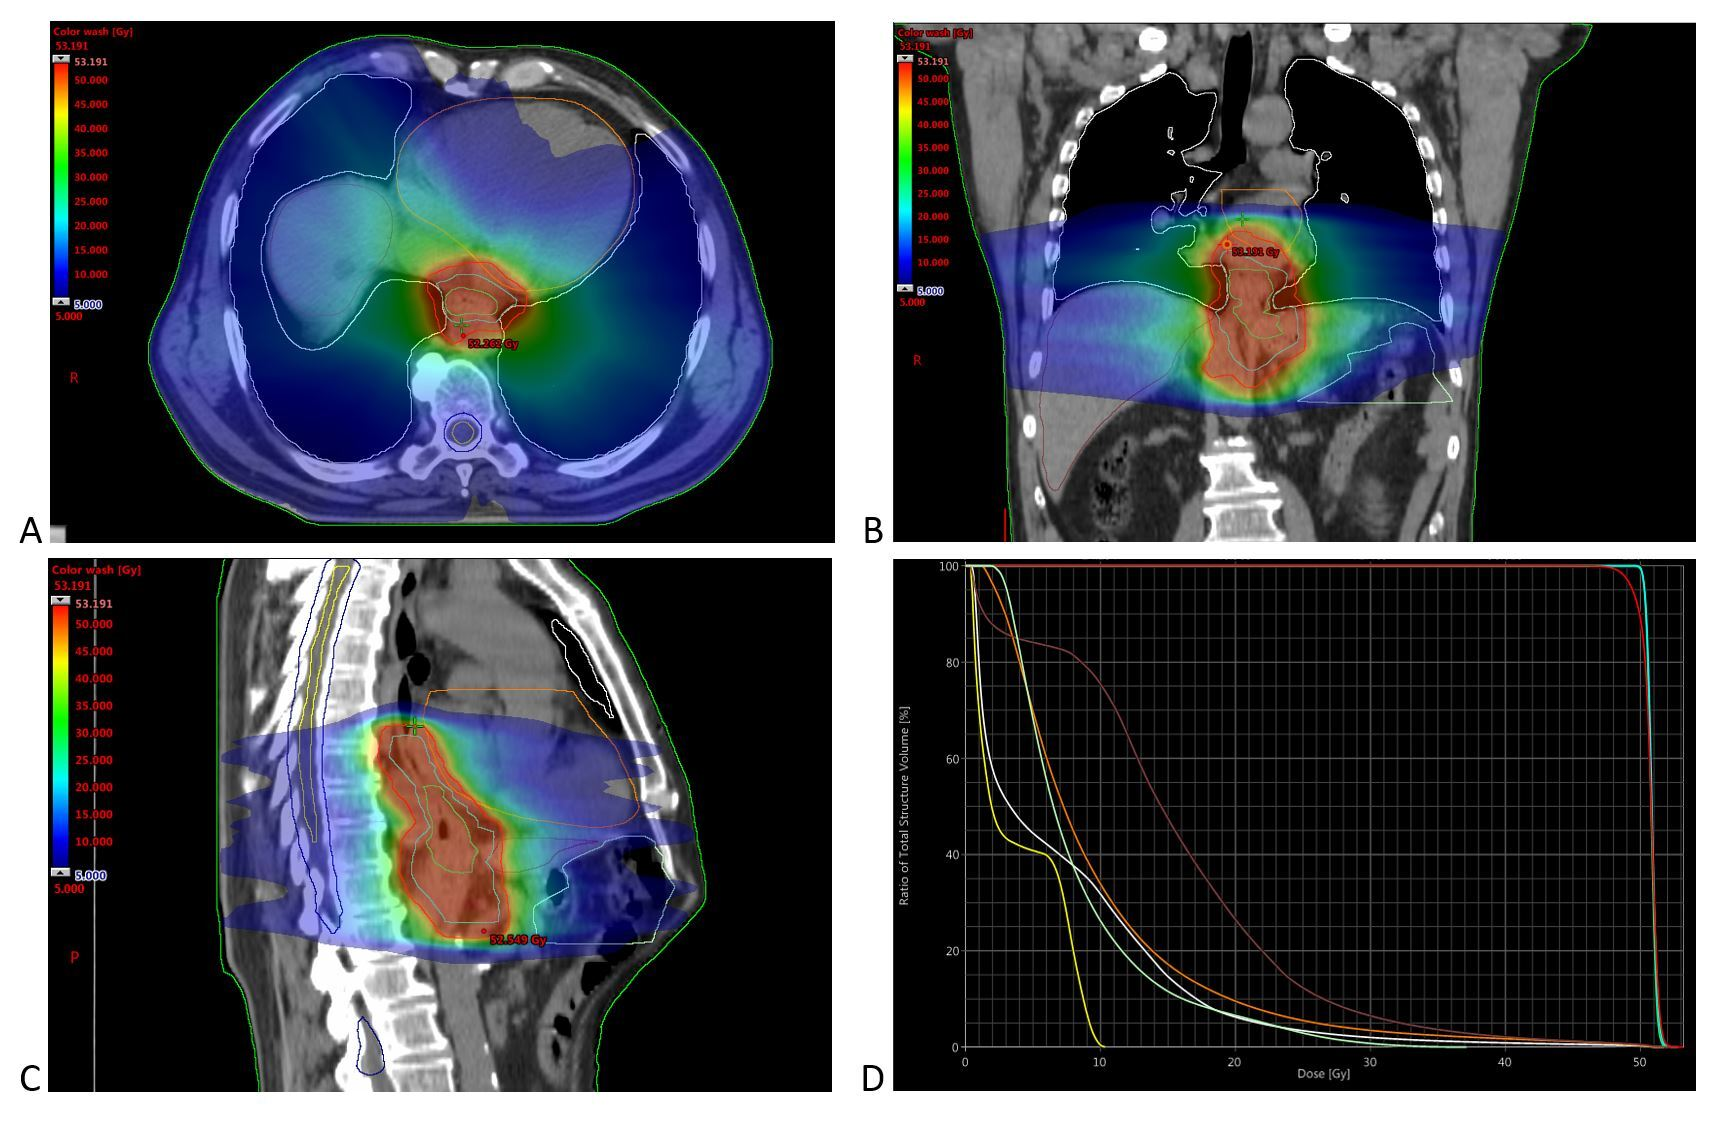 Color wash [Gy]
53.191
53.191
50.000
45.000
40.000
35.000
30.000
25.000
20.000
15.000
10.000
5.000
5.000
52.262 Gy
R
A
Color wash [Gy]
53.191
53.191
50.000
45.000
40.000
35.000
30.000
25.000
20.000
15.000
10.000
5.000
5.000
53.191 Gy
R
B
Color wash [Gy]
53.191
53.191
50.000
45.000
40.000
35.000
30.000
25.000
20.000
15.000
10.000
5.000
5.000
52.549 Gy
P
C
100
80
60
40
20
0
Ratio of Total Structure Volume [%]
0 10 20 30 40 50
Dose [Gy]
D